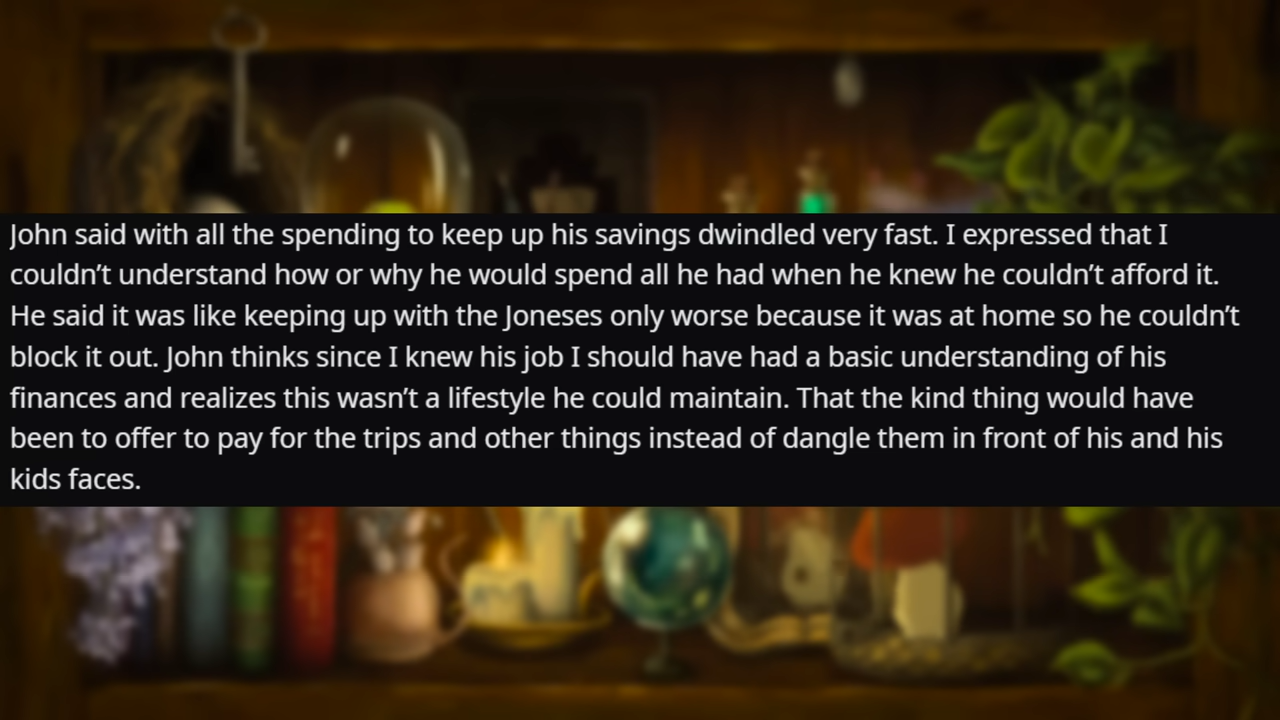 John said with all the spending to keep up his savings dwindled very fast. I expressed that I
couldn’t understand how or why he would spend all he had when he knew he couldn’t afford it.
He said it was like keeping up with the Joneses only worse because it was at home so he couldn’t
block it out. John thinks since I knew his job I should have had a basic understanding of his
finances and realizes this wasn’t a lifestyle he could maintain. That the kind thing would have
been to offer to pay for the trips and other things instead of dangle them in front of his and his
kids faces.